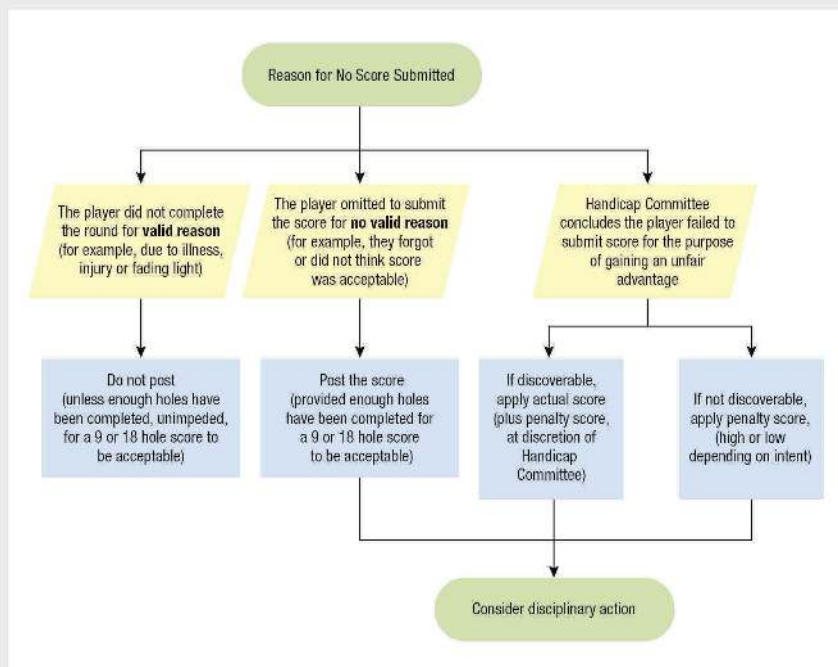 Reason for No Score Submitted
The player did not complete
the round for valid reason
(for example, due to illness,
injury or fading light)
The player omitted to submit
the score for no valid reason
(for example, they forgot
or did not think score
was acceptable)
Handicap Committee
concludes the player failed to
submit score for the purpose
of gaining an unfair
advantage
Do not post
(unless enough holes have
been completed, unimpeded,
for a 9 or 18 hole score to
be acceptable)
Post the score
(provided enough holes
have been completed for
a 9 or 18 hole score
to be acceptable)
If discoverable,
apply actual score
(plus penalty score,
at discretion of
Handicap
Committee)
If not discoverable,
apply penalty score,
(high or low
depending on intent)
Consider disciplinary action